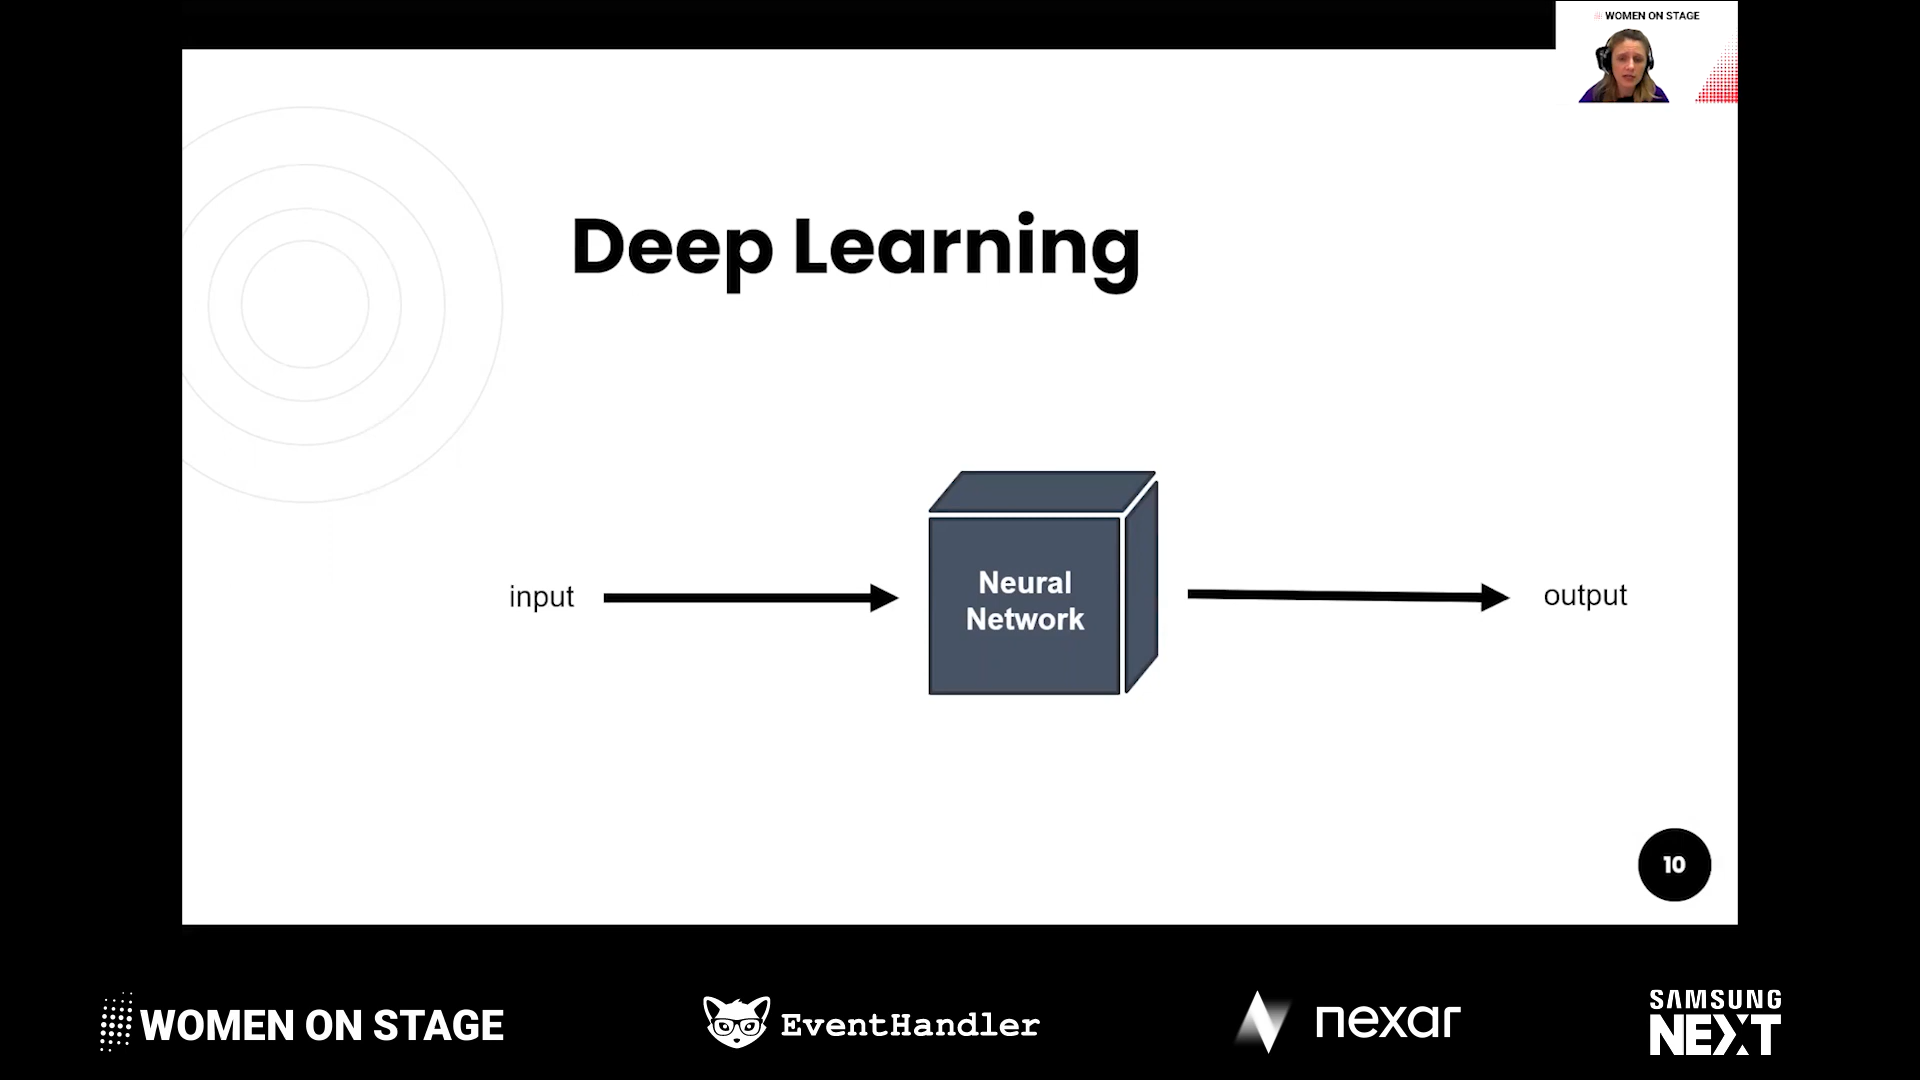 WOMEN ON STAGE
Deep Learning
input
Neural
Network
output
10
WOMEN ON STAGE
EventHandler
nexar
SAMSUNG
NEXT